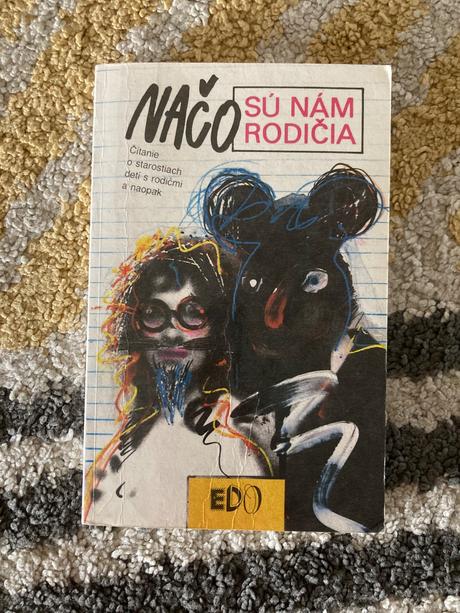 NAČO
SÚ NÁM
RODIČIA
Čítanie
o starostiach
detí s rodičmi
a naopak
EDO